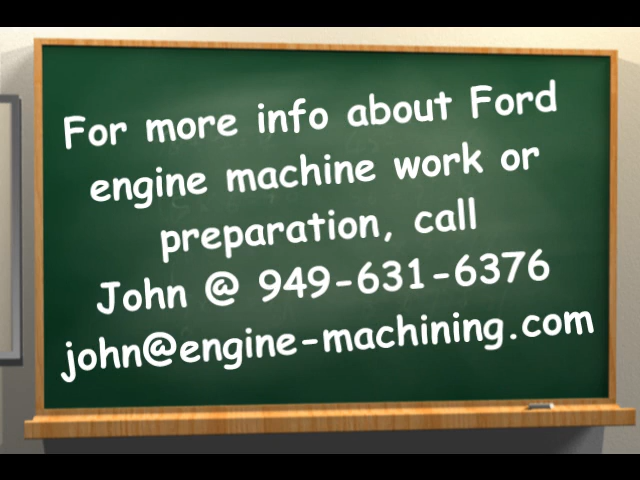 For more info about Ford
engine machine work or
preparation, call
John @ 949-631-6376
john@engine-machining.com